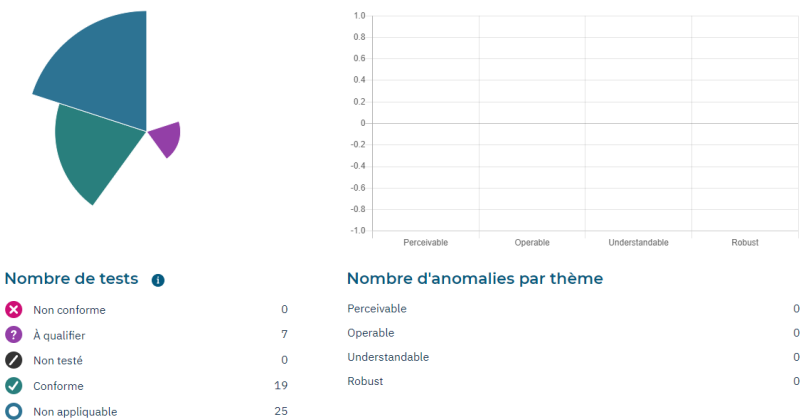 1.0
0.8
0.6
0.4
0.2
0
-0.2
-0.4
-0.6
-0.8
-1.0
Perceivable Operable Understandable Robust
Nombre de tests i
Non conforme 0
? À qualifier 7
Non testé 0
Conforme 19
Non appliquable 25
Nombre d'anomalies par thème
Perceivable 0
Operable 0
Understandable 0
Robust 0